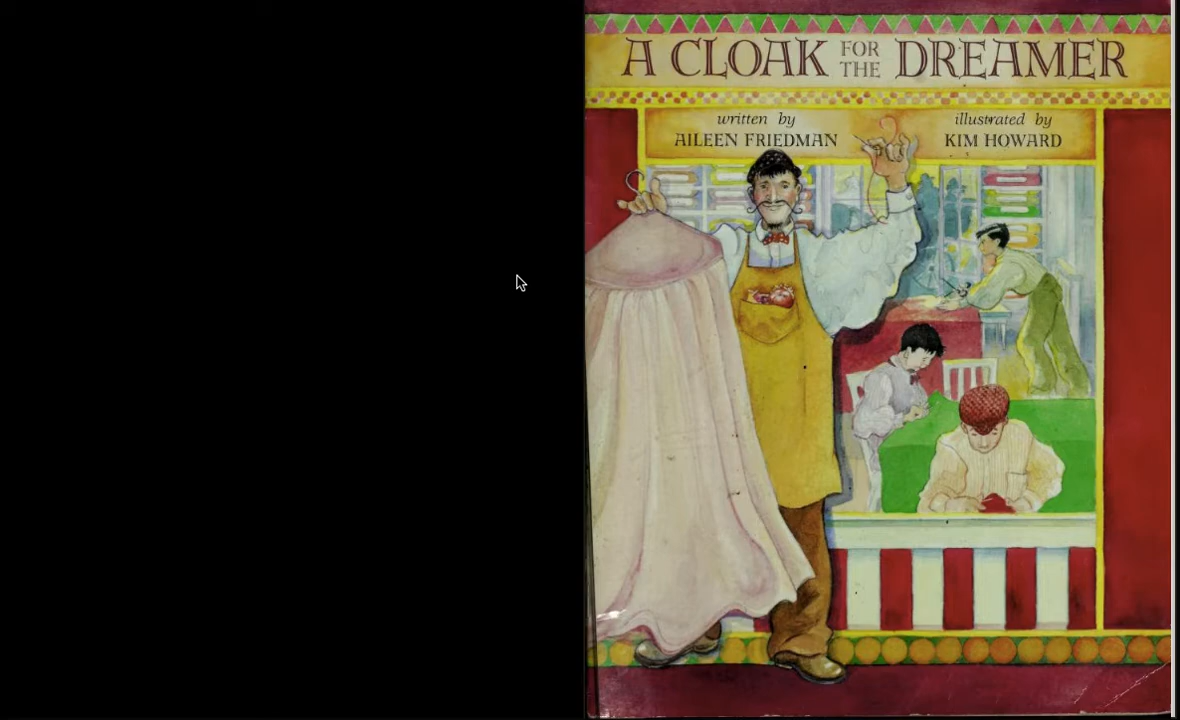 A CLOAK FOR THE DREAMER
written by
AILEEN FRIEDMAN
illustrated by
KIM HOWARD